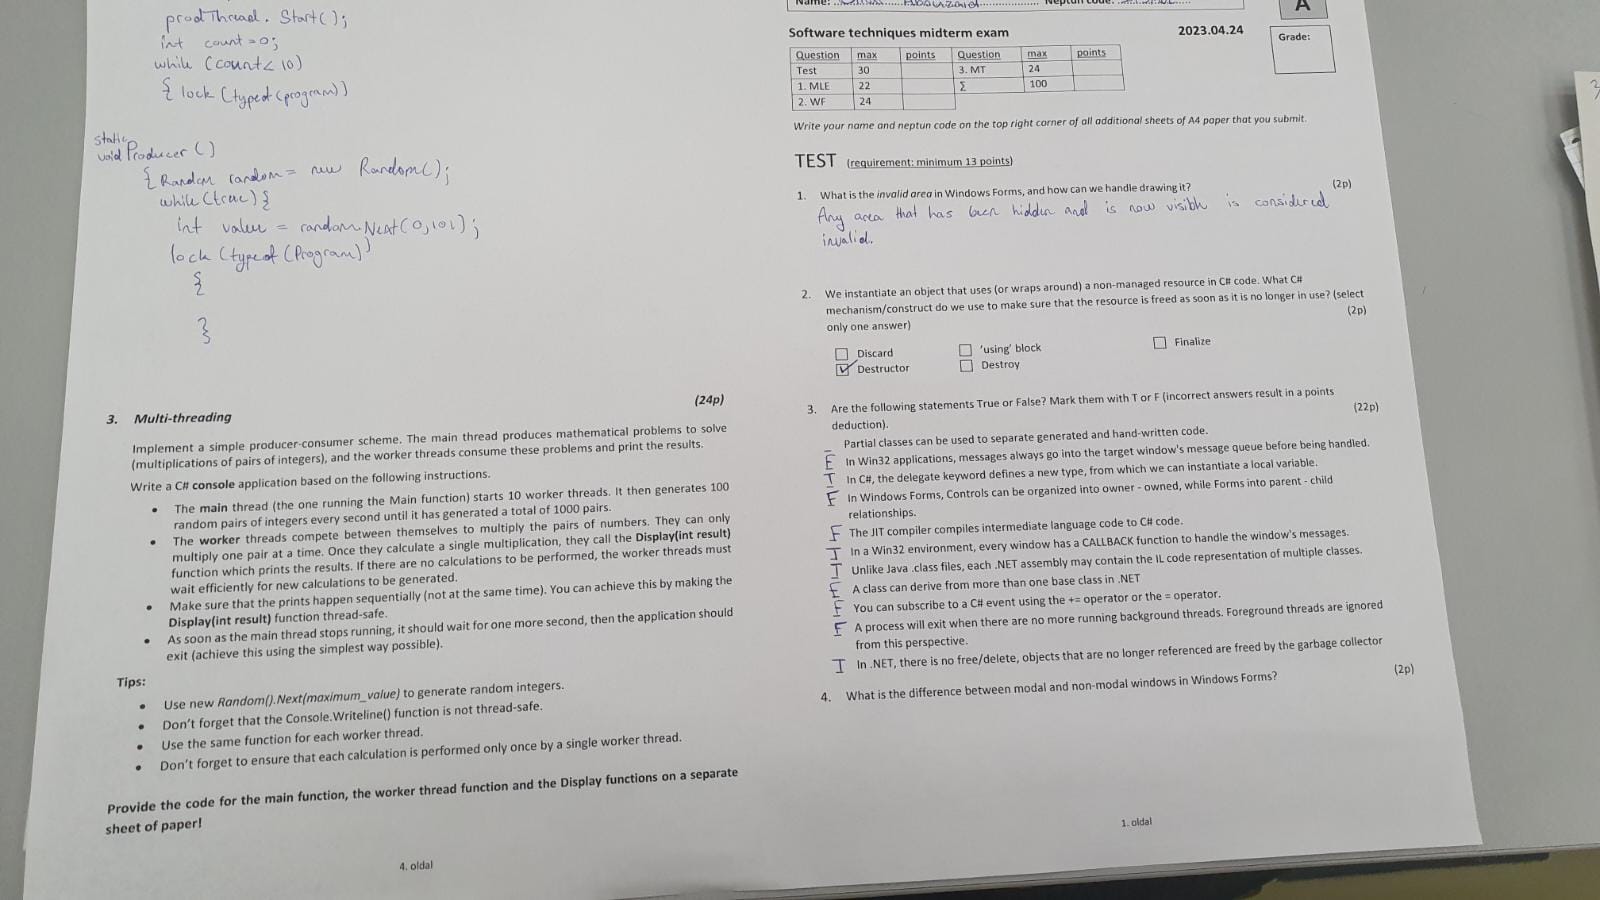 prodThread. Start();
int count=0;
while (count< 10)
{ lock (typeof (program))
static
void Producer ()
{ Random random = new Random();
while (true) {
int value = random.Next(0,101);
lock (typeof (Program))
{
}
3. Multi-threading (24p)
Implement a simple producer-consumer scheme. The main thread produces mathematical problems to solve
(multiplications of pairs of integers), and the worker threads consume these problems and print the results.
Write a C# console application based on the following instructions.
• The main thread (the one running the Main function) starts 10 worker threads. It then generates 100
random pairs of integers every second until it has generated a total of 1000 pairs.
• The worker threads compete between themselves to multiply the pairs of numbers. They can only
multiply one pair at a time. Once they calculate a single multiplication, they call the Display(int result)
function which prints the results. If there are no calculations to be performed, the worker threads must
wait efficiently for new calculations to be generated.
• Make sure that the prints happen sequentially (not at the same time). You can achieve this by making the
Display(int result) function thread-safe.
• As soon as the main thread stops running, it should wait for one more second, then the application should
exit (achieve this using the simplest way possible).
Tips:
• Use new Random().Next(maximum_value) to generate random integers.
• Don't forget that the Console.Writeline() function is not thread-safe.
• Use the same function for each worker thread.
• Don't forget to ensure that each calculation is performed only once by a single worker thread.
Provide the code for the main function, the worker thread function and the Display functions on a separate
sheet of paper!
4. oldal
Name: Neptun code:
A
Software techniques midterm exam 2023.04.24
Grade:
Question max points Question max points
Test 30 3. MT 24
1. MLE 22 Σ 100
2. WF 24
Write your name and neptun code on the top right corner of all additional sheets of A4 paper that you submit.
TEST (requirement: minimum 13 points)
1. What is the invalid area in Windows Forms, and how can we handle drawing it? (2p)
Any area that has been hidden and is now visible is considered
invalid.
2. We instantiate an object that uses (or wraps around) a non-managed resource in C# code. What C#
mechanism/construct do we use to make sure that the resource is freed as soon as it is no longer in use? (select
only one answer) (2p)
Discard 'using' block Finalize
Destructor Destroy
3. Are the following statements True or False? Mark them with T or F (incorrect answers result in a points
deduction). (22p)
_ Partial classes can be used to separate generated and hand-written code.
F In Win32 applications, messages always go into the target window's message queue before being handled.
T In C#, the delegate keyword defines a new type, from which we can instantiate a local variable.
F In Windows Forms, Controls can be organized into owner - owned, while Forms into parent - child
relationships.
F The JIT compiler compiles intermediate language code to C# code.
T In a Win32 environment, every window has a CALLBACK function to handle the window's messages.
T Unlike Java .class files, each .NET assembly may contain the IL code representation of multiple classes.
F A class can derive from more than one base class in .NET
F You can subscribe to a C# event using the += operator or the = operator.
F A process will exit when there are no more running background threads. Foreground threads are ignored
from this perspective.
T In .NET, there is no free/delete, objects that are no longer referenced are freed by the garbage collector
4. What is the difference between modal and non-modal windows in Windows Forms? (2p)
1. oldal